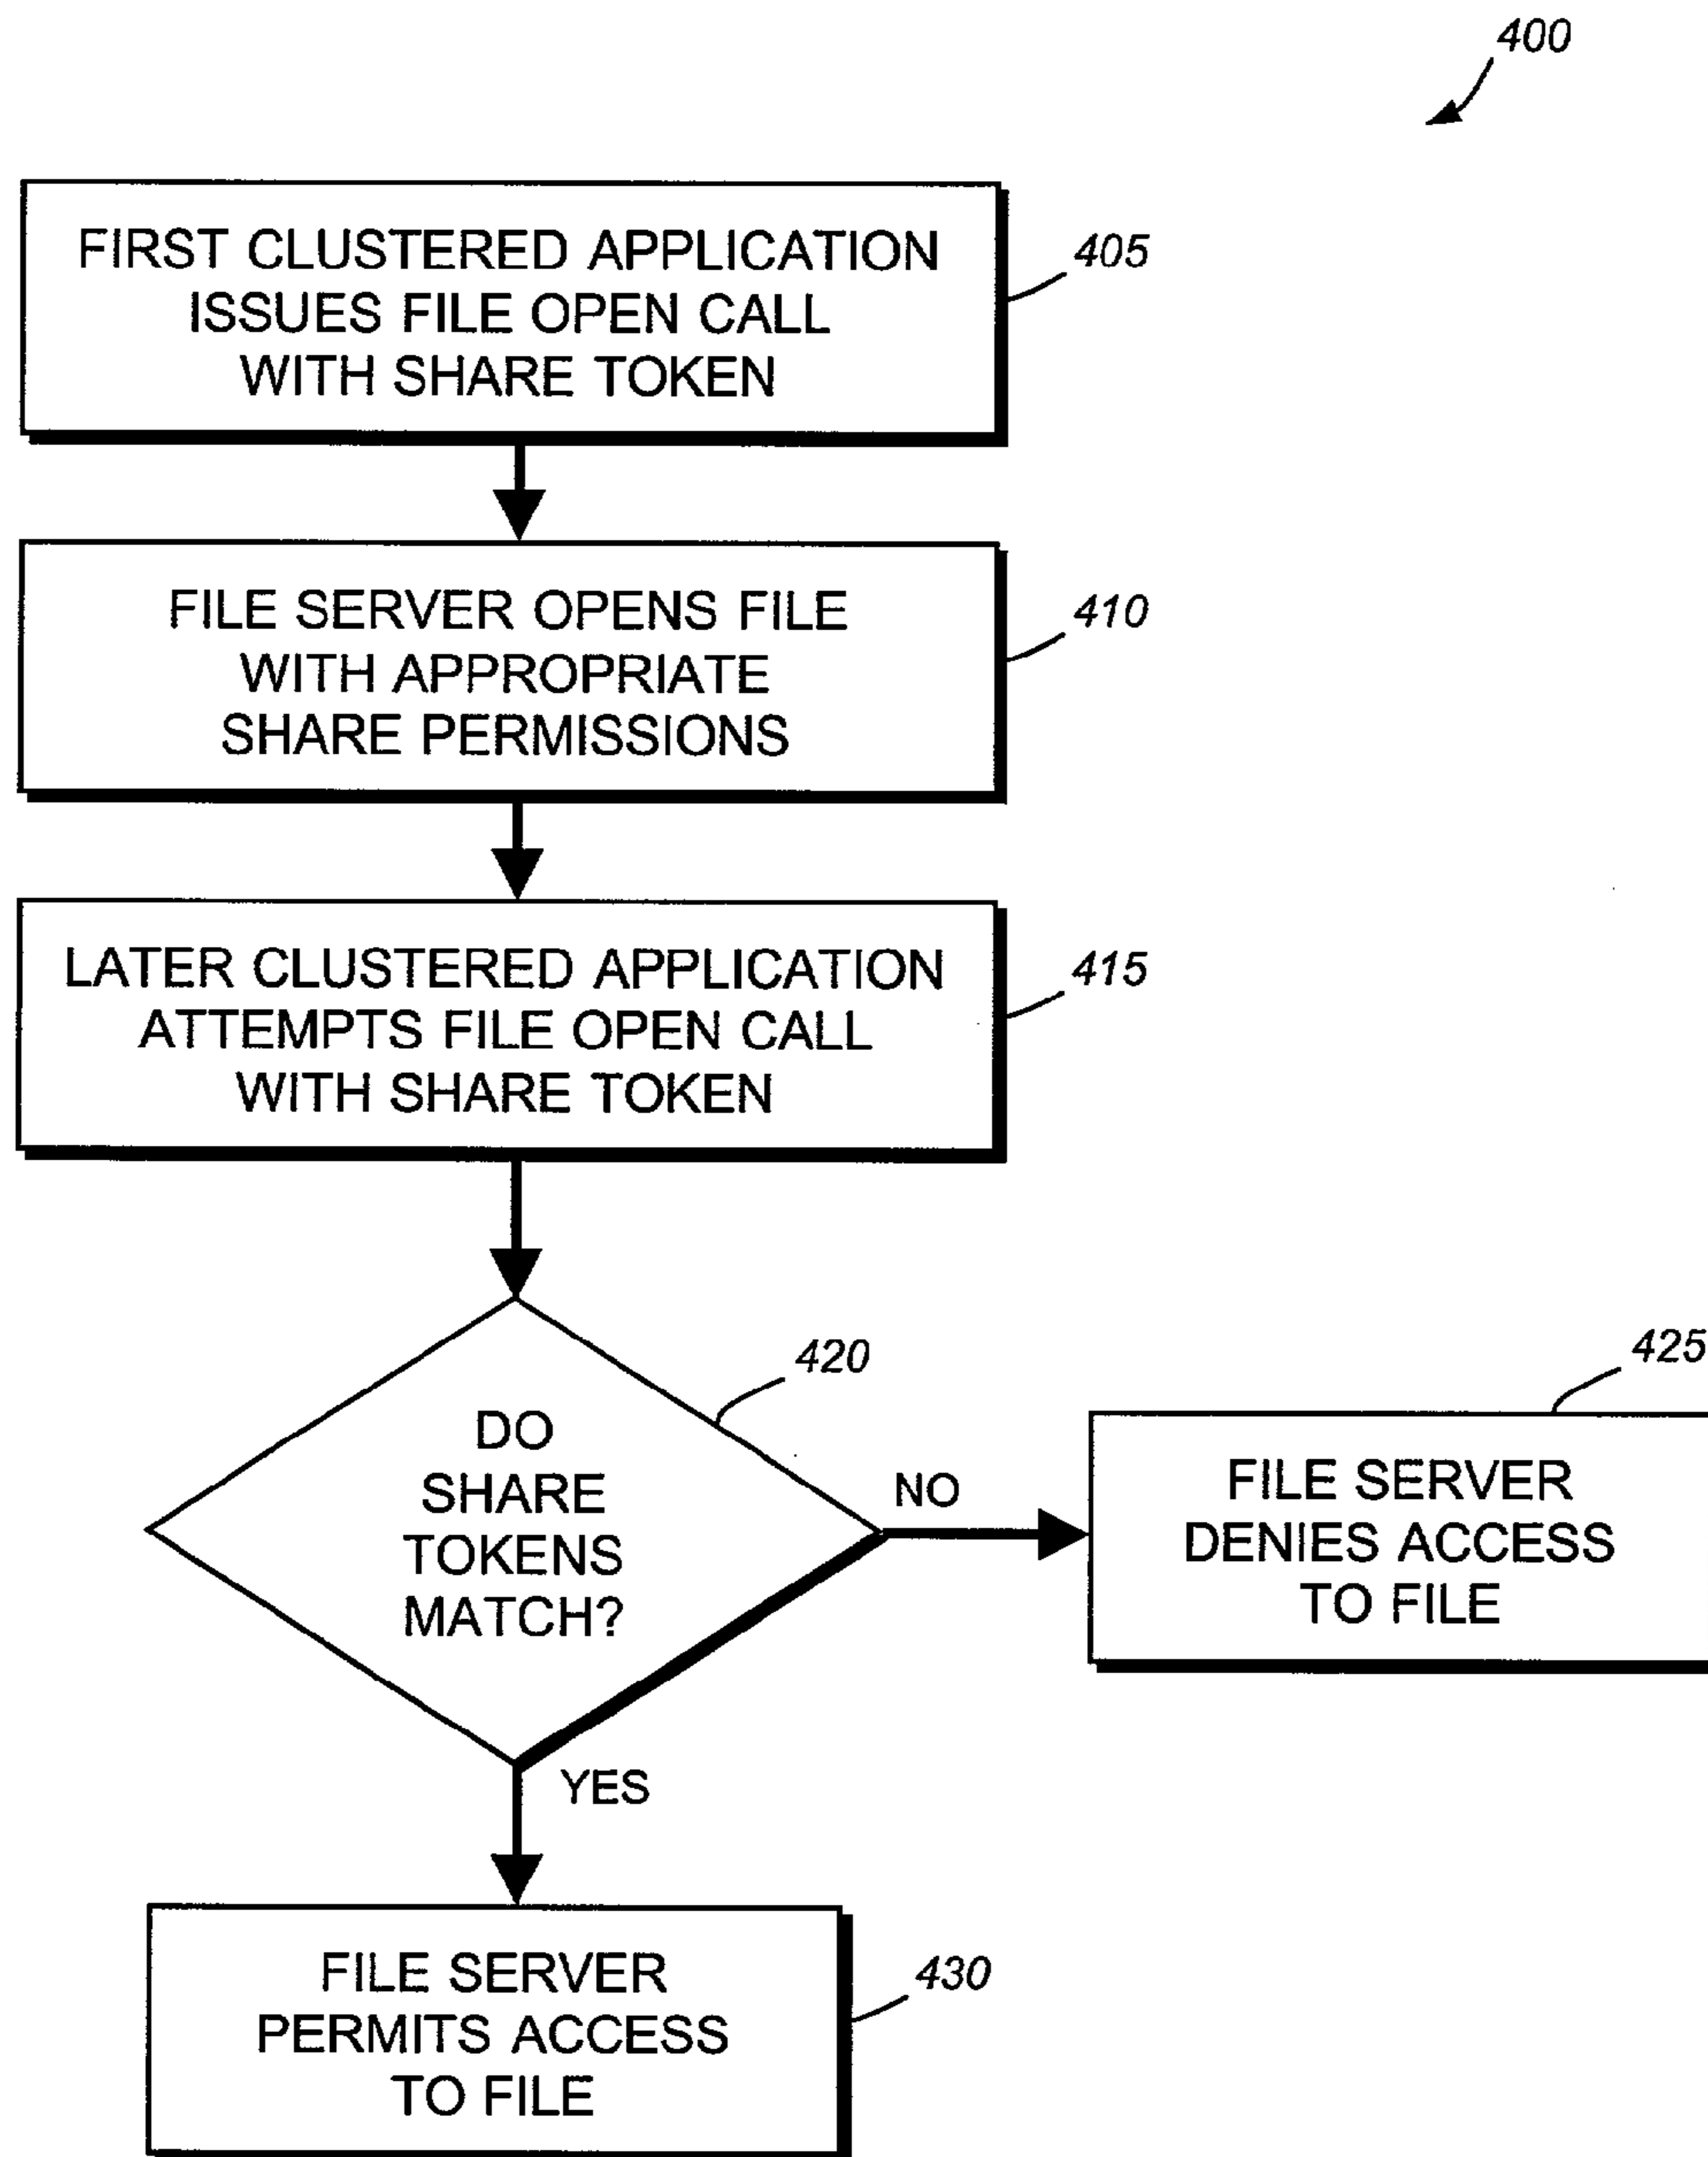 400
FIRST CLUSTERED APPLICATION
ISSUES FILE OPEN CALL
WITH SHARE TOKEN
405
FILE SERVER OPENS FILE
WITH APPROPRIATE
SHARE PERMISSIONS
410
LATER CLUSTERED APPLICATION
ATTEMPTS FILE OPEN CALL
WITH SHARE TOKEN
415
420
DO
SHARE
TOKENS
MATCH?
NO
425
FILE SERVER
DENIES ACCESS
TO FILE
YES
FILE SERVER
PERMITS ACCESS
TO FILE
430